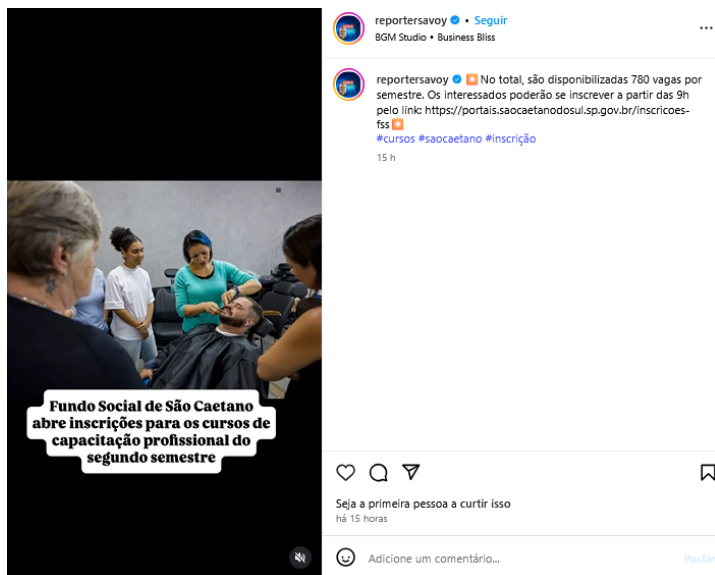 Fundo Social de São Caetano
abre inscrições para os cursos de
capacitação profissional do
segundo semestre
reportersavoy • Seguir
BGM Studio • Business Bliss
reportersavoy 💥 No total, são disponibilizadas 780 vagas por
semestre. Os interessados poderão se inscrever a partir das 9h
pelo link: https://portais.saocaetanodosul.sp.gov.br/inscricoes-
fss 💥
#cursos #saocaetano #inscrição
15 h
Seja a primeira pessoa a curtir isso
há 15 horas
Adicione um comentário...
Postar